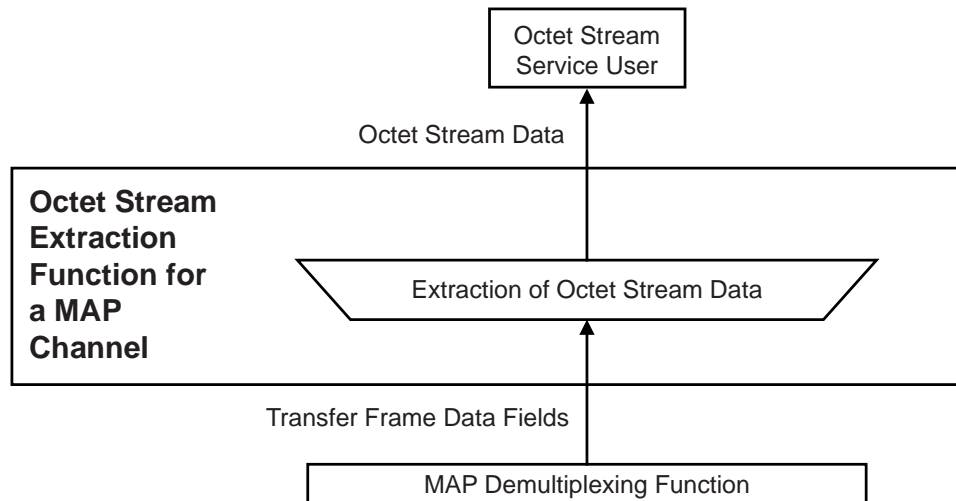 Octet Stream
Service User
Octet Stream Data
Octet Stream
Extraction
Function for
a MAP
Channel
Extraction of Octet Stream Data
Transfer Frame Data Fields
MAP Demultiplexing Function